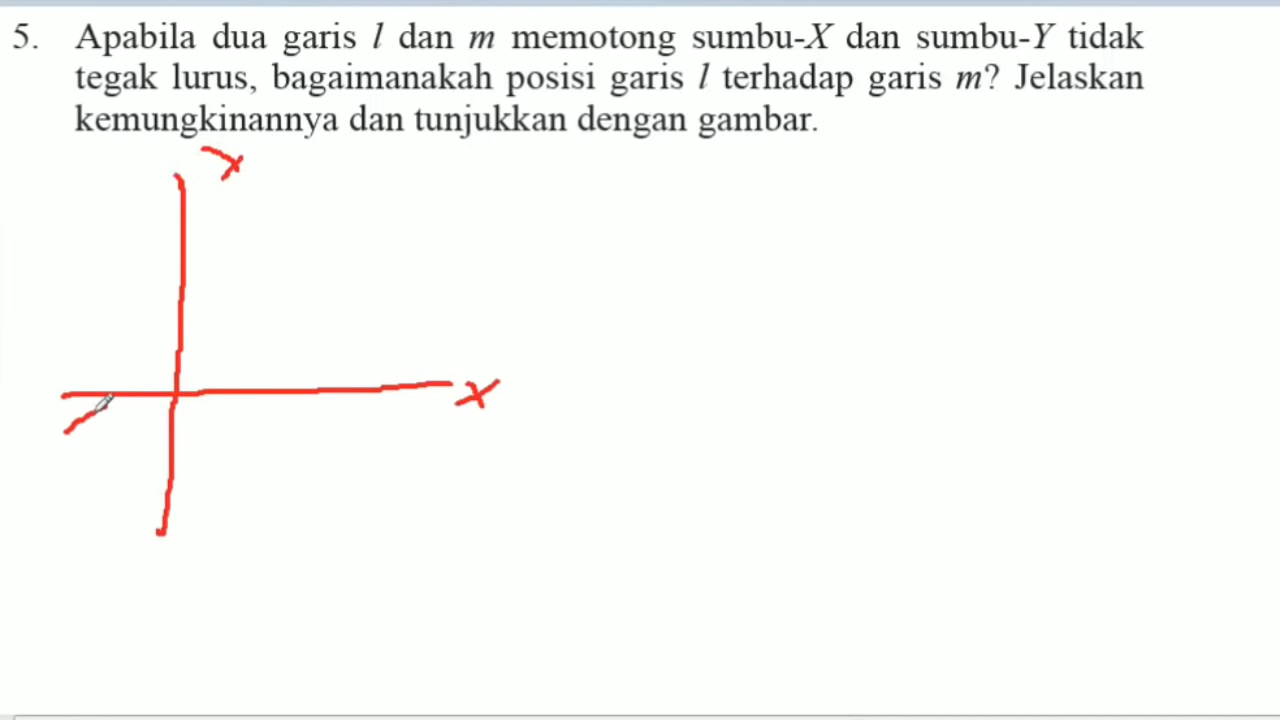 5. Apabila dua garis l dan m memotong sumbu-X dan sumbu-Y tidak
tegak lurus, bagaimanakah posisi garis l terhadap garis m? Jelaskan
kemungkinannya dan tunjukkan dengan gambar.
X